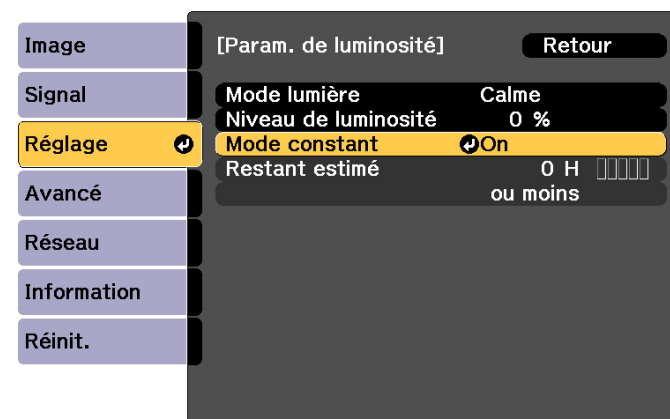 Image
Signal
Réglage
Avancé
Réseau
Information
Réinit.
[Param. de luminosité] Retour
Mode lumière Calme
Niveau de luminosité 0 %
Mode constant On
Restant estimé 0 H
ou moins